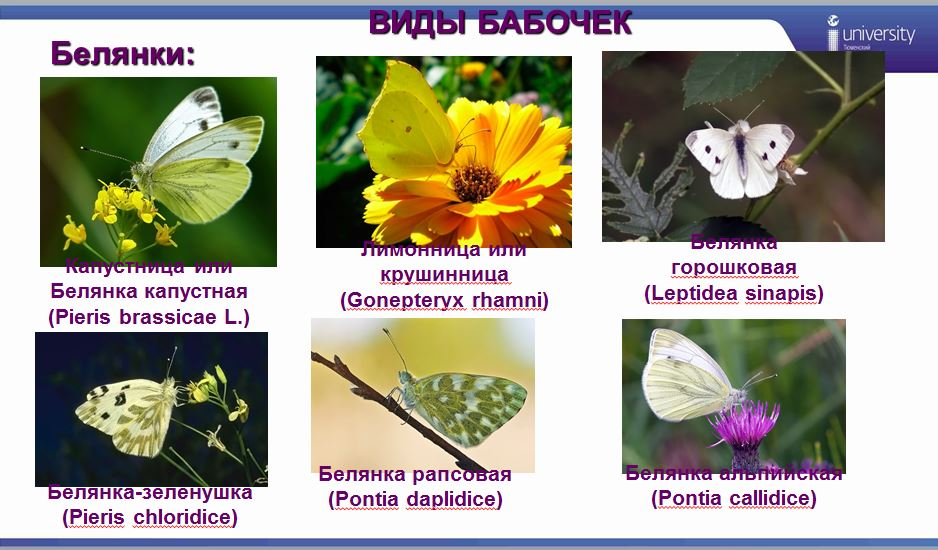 ВИДЫ БАБОЧЕК
university
Тюменский
Белянки:
Капустница или
Белянка капустная
(Pieris brassicae L.)
Лимонница или
крушинница
(Gonepteryx rhamni)
Белянка
горошковая
(Leptidea sinapis)
Белянка-зеленушка
(Pieris chloridice)
Белянка рапсовая
(Pontia daplidice)
Белянка альпийская
(Pontia callidice)